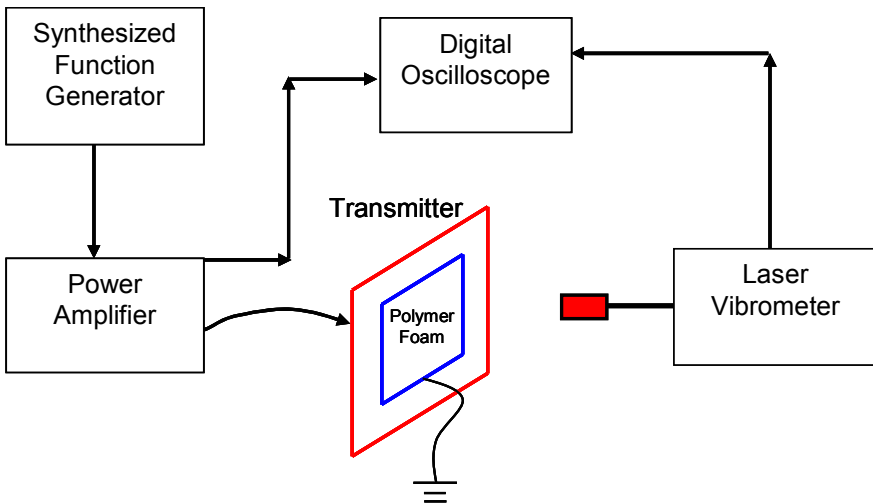 Synthesized
Function
Generator
Digital
Oscilloscope
Transmitter
Power
Amplifier
Polymer
Foam
Laser
Vibrometer